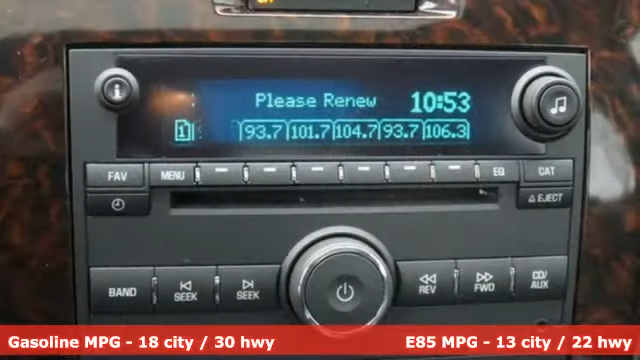 Please Renew 10:53
1 93.7 101.7 104.7 93.7 106.3
FAV MENU EQ CAT
EJECT
BAND SEEK SEEK REV FWD CD/AUX
Gasoline MPG - 18 city / 30 hwy E85 MPG - 13 city / 22 hwy